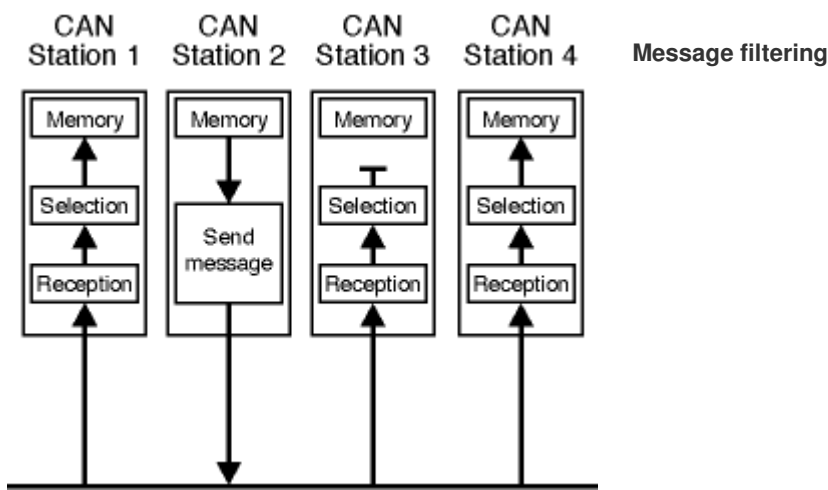 CAN
Station 1
CAN
Station 2
CAN
Station 3
CAN
Station 4
Message filtering
Memory
Memory
Memory
Memory
Selection
Send
message
Selection
Selection
Reception
Reception
Reception